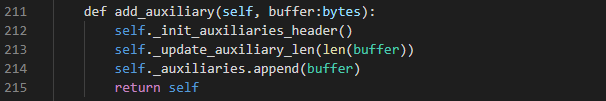 211 def add_auxiliary(self, buffer:bytes):
212 self._init_auxiliaries_header()
213 self._update_auxiliary_len(len(buffer))
214 self._auxiliaries.append(buffer)
215 return self